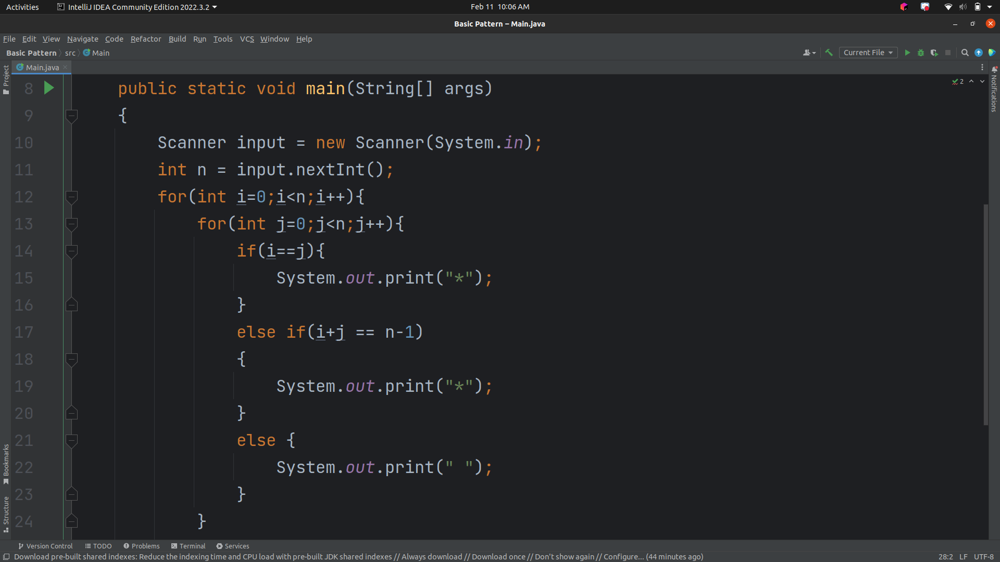 Activities IntelliJ IDEA Community Edition 2022.3.2 Feb 11 10:06 AM
Basic Pattern – Main.java
File Edit View Navigate Code Refactor Build Run Tools VCS Window Help
Basic Pattern src Main Current File
Project Main.java Notifications
2
8 public static void main(String[] args)
9 {
10 Scanner input = new Scanner(System.in);
11 int n = input.nextInt();
12 for(int i=0;i<n;i++){
13 for(int j=0;j<n;j++){
14 if(i==j){
15 System.out.print("*");
16 }
17 else if(i+j == n-1)
18 {
19 System.out.print("*");
20 }
21 else {
22 System.out.print(" ");
23 }
24 }
Bookmarks
Structure
Version Control TODO Problems Terminal Services
Download pre-built shared indexes: Reduce the indexing time and CPU load with pre-built JDK shared indexes // Always download // Download once // Don't show again // Configure... (44 minutes ago) 28:2 LF UTF-8